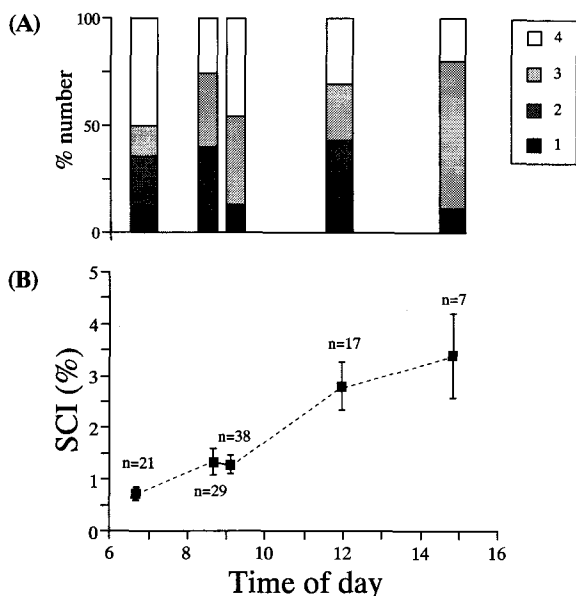 (A)
100
50
0
% number
4
3
2
1
(B)
5
4
3
2
1
0
SCI (%)
n=21
n=29
n=38
n=17
n=7
6 8 10 12 14 16
Time of day